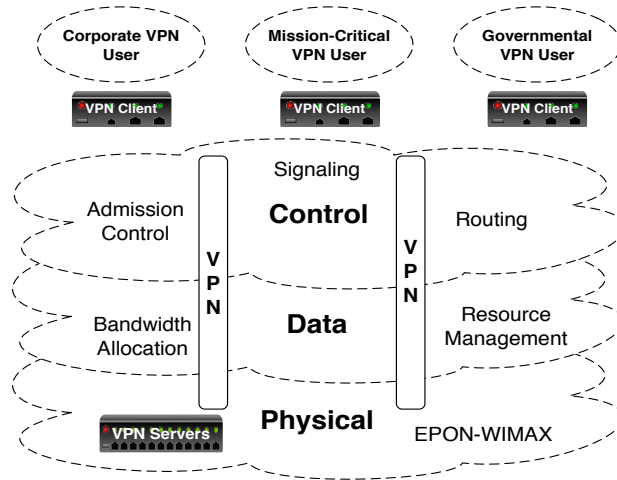 Corporate VPN
User
Mission-Critical
VPN User
Governmental
VPN User
VPN Client
VPN Client
VPN Client
Signaling
Admission
Control
Control
Routing
V
P
N
V
P
N
Bandwidth
Allocation
Data
Resource
Management
Physical
VPN Servers
EPON-WIMAX